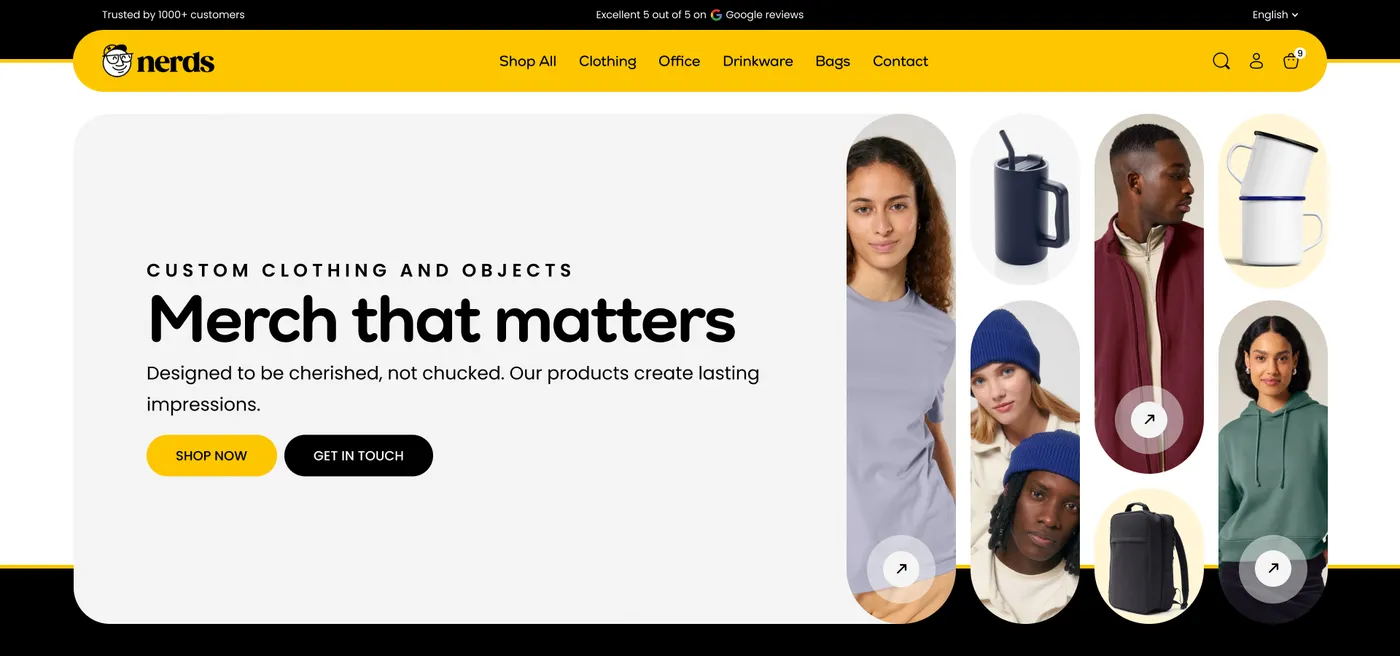 Trusted by 1000+ customers
Excellent 5 out of 5 on Google reviews
English
nerds
Shop All Clothing Office Drinkware Bags Contact
9
CUSTOM CLOTHING AND OBJECTS
Merch that matters
Designed to be cherished, not chucked. Our products create lasting
impressions.
SHOP NOW
GET IN TOUCH